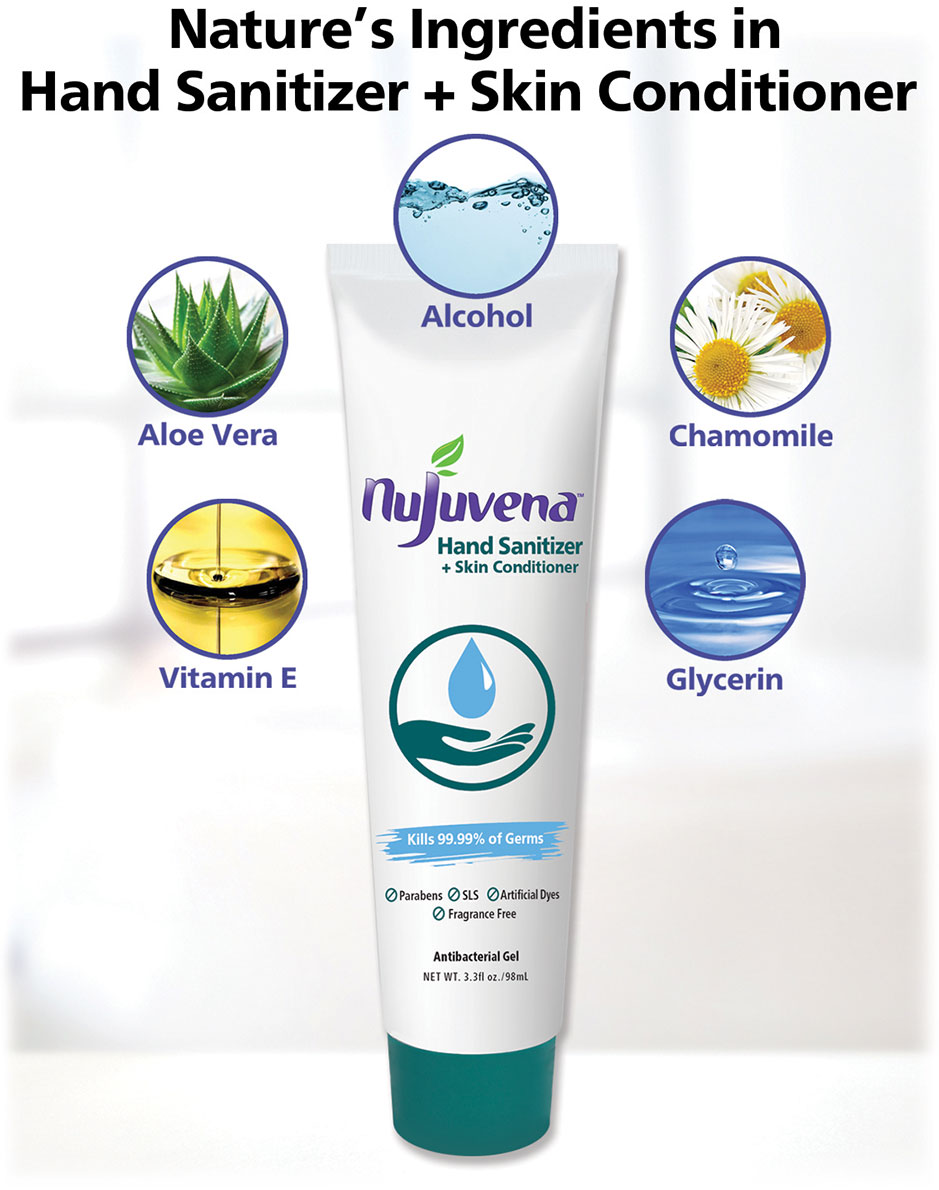 Nature's Ingredients in
Hand Sanitizer + Skin Conditioner
Alcohol
Aloe Vera
Chamomile
nuJuvena™
Hand Sanitizer
+ Skin Conditioner
Vitamin E
Glycerin
Kills 99.99% of Germs
Parabens SLS Artificial Dyes
Fragrance Free
Antibacterial Gel
NET WT. 3.3fl oz./98mL